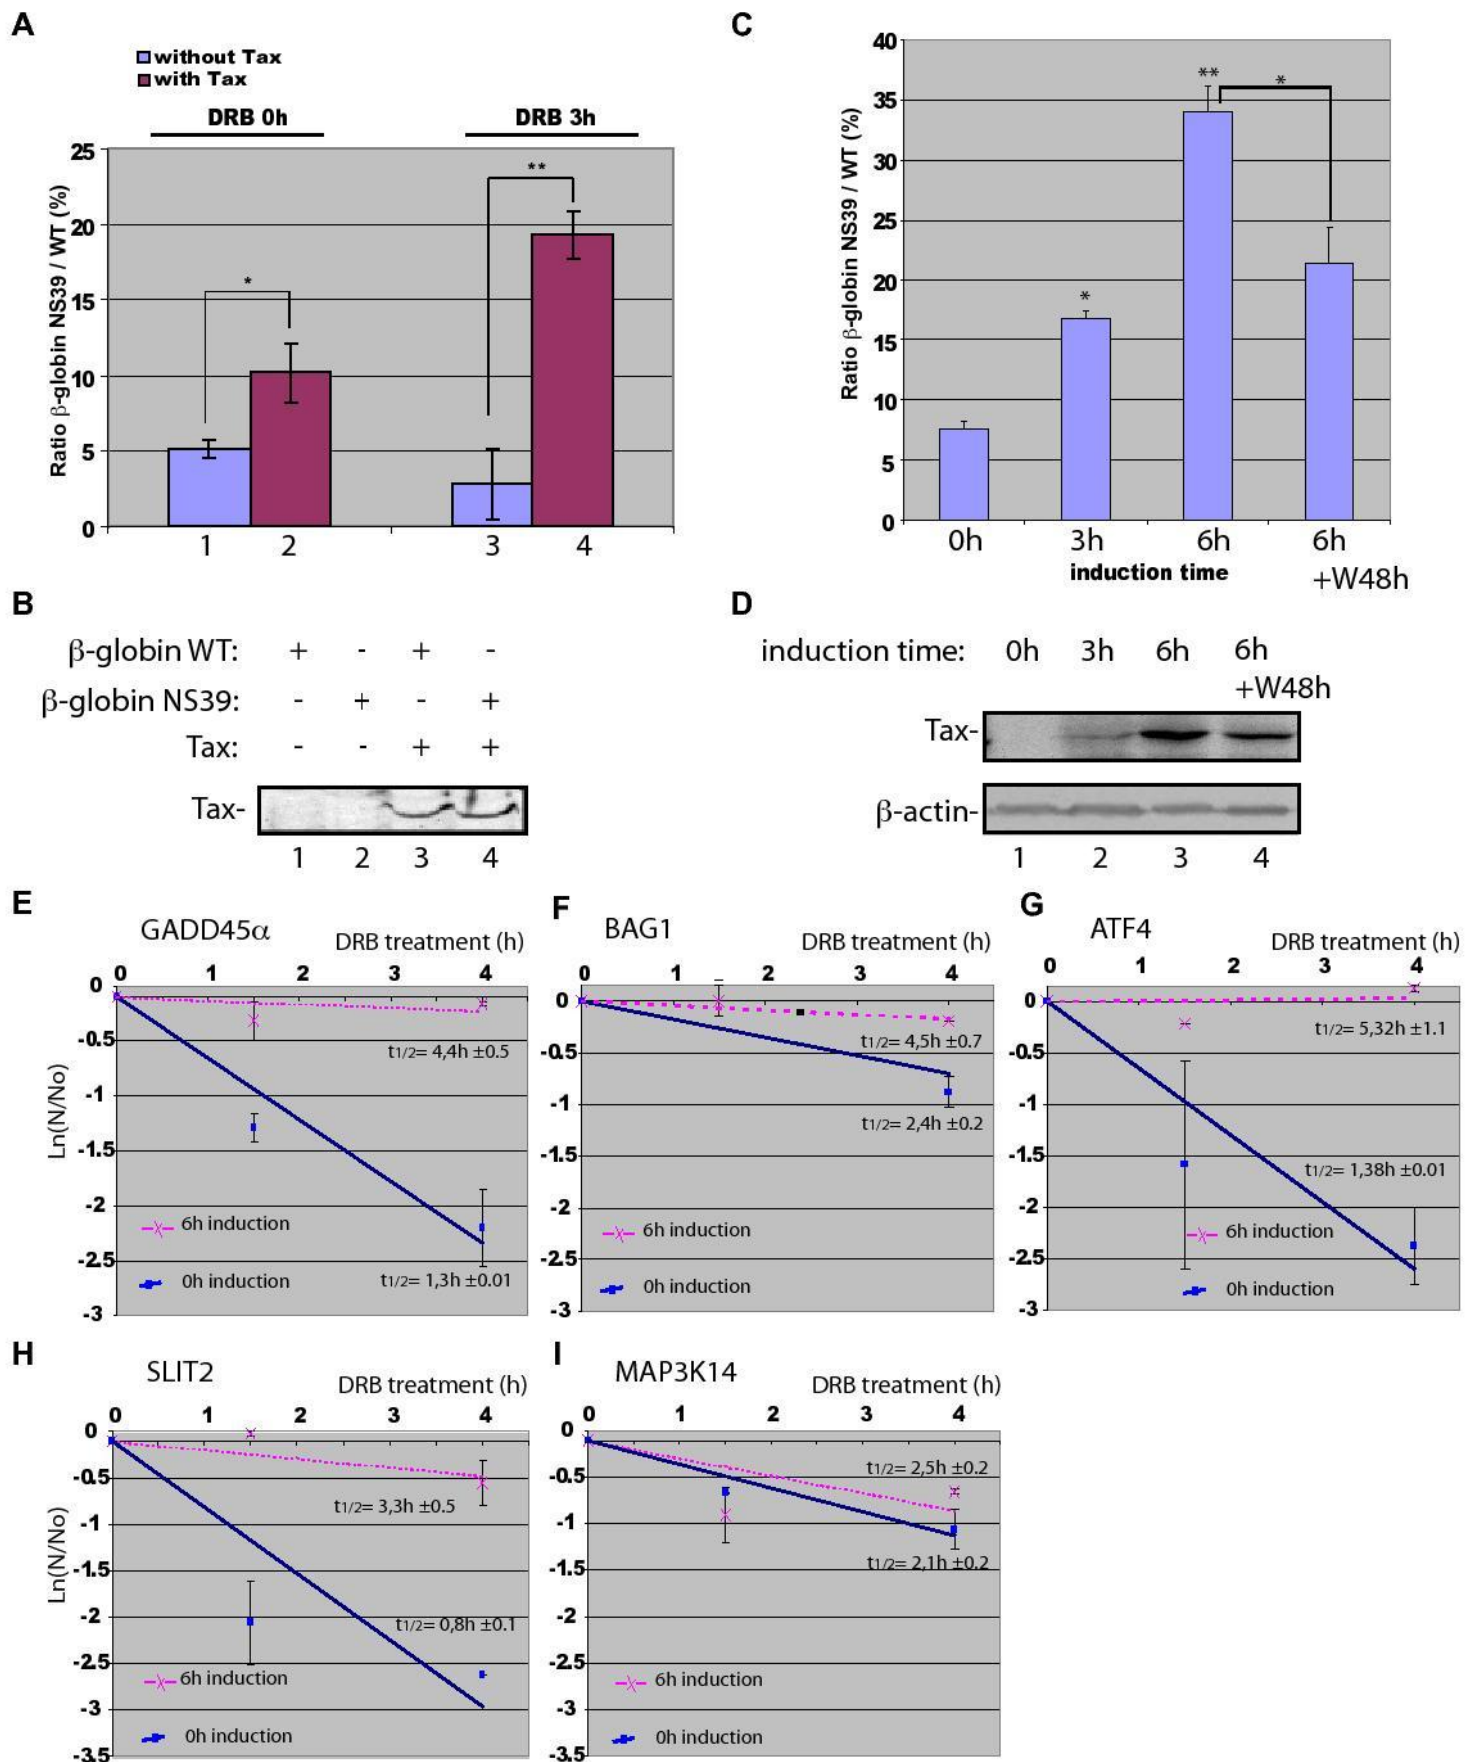 A
without Tax
with Tax
DRB 0h
DRB 3h
Ratio β-globin NS39 / WT (%)
25
20
15
10
5
0
*
**
1
2
3
4
C
Ratio β-globin NS39 / WT (%)
40
35
30
25
20
15
10
5
0
*
**
*
0h
3h
6h
6h
+W48h
induction time
B
β-globin WT: + - + -
β-globin NS39: - + - +
Tax: - - + +
Tax-
1 2 3 4
D
induction time: 0h 3h 6h 6h
+W48h
Tax-
β-actin-
1 2 3 4
E
GADD45α
DRB treatment (h)
0 1 2 3 4
Ln(N/No)
0
-0.5
-1
-1.5
-2
-2.5
-3
t1/2= 4,4h ±0.5
6h induction
0h induction
t1/2= 1,3h ±0.01
F
BAG1
DRB treatment (h)
0 1 2 3 4
0
-0.5
-1
-1.5
-2
-2.5
-3
t1/2= 4,5h ±0.7
t1/2= 2,4h ±0.2
6h induction
0h induction
G
ATF4
DRB treatment (h)
0 1 2 3 4
0
-0.5
-1
-1.5
-2
-2.5
-3
t1/2= 5,32h ±1.1
t1/2= 1,38h ±0.01
6h induction
0h induction
H
SLIT2
DRB treatment (h)
0 1 2 3 4
Ln(N/No)
0
-0.5
-1
-1.5
-2
-2.5
-3
-3.5
t1/2= 3,3h ±0.5
t1/2= 0,8h ±0.1
6h induction
0h induction
I
MAP3K14
DRB treatment (h)
0 1 2 3 4
0
-0.5
-1
-1.5
-2
-2.5
-3
-3.5
t1/2= 2,5h ±0.2
t1/2= 2,1h ±0.2
6h induction
0h induction